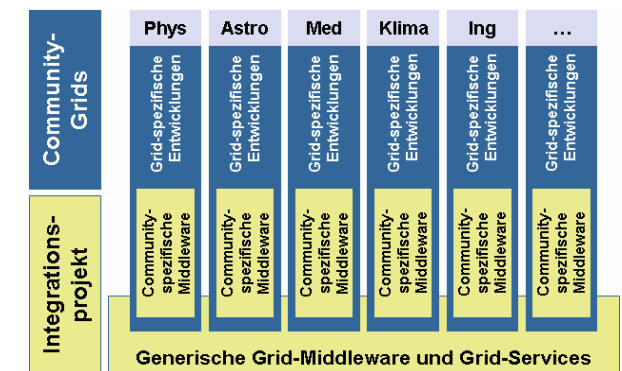 Phys
Astro
Med
Klima
Ing
...
Community-
Grids
Grid-spezifische
Entwicklungen
Grid-spezifische
Entwicklungen
Grid-spezifische
Entwicklungen
Grid-spezifische
Entwicklungen
Grid-spezifische
Entwicklungen
Grid-spezifische
Entwicklungen
Integrations-
projekt
Community-
spezifische
Middleware
Community-
spezifische
Middleware
Community-
spezifische
Middleware
Community-
spezifische
Middleware
Community-
spezifische
Middleware
Community-
spezifische
Middleware
Generische Grid-Middleware und Grid-Services